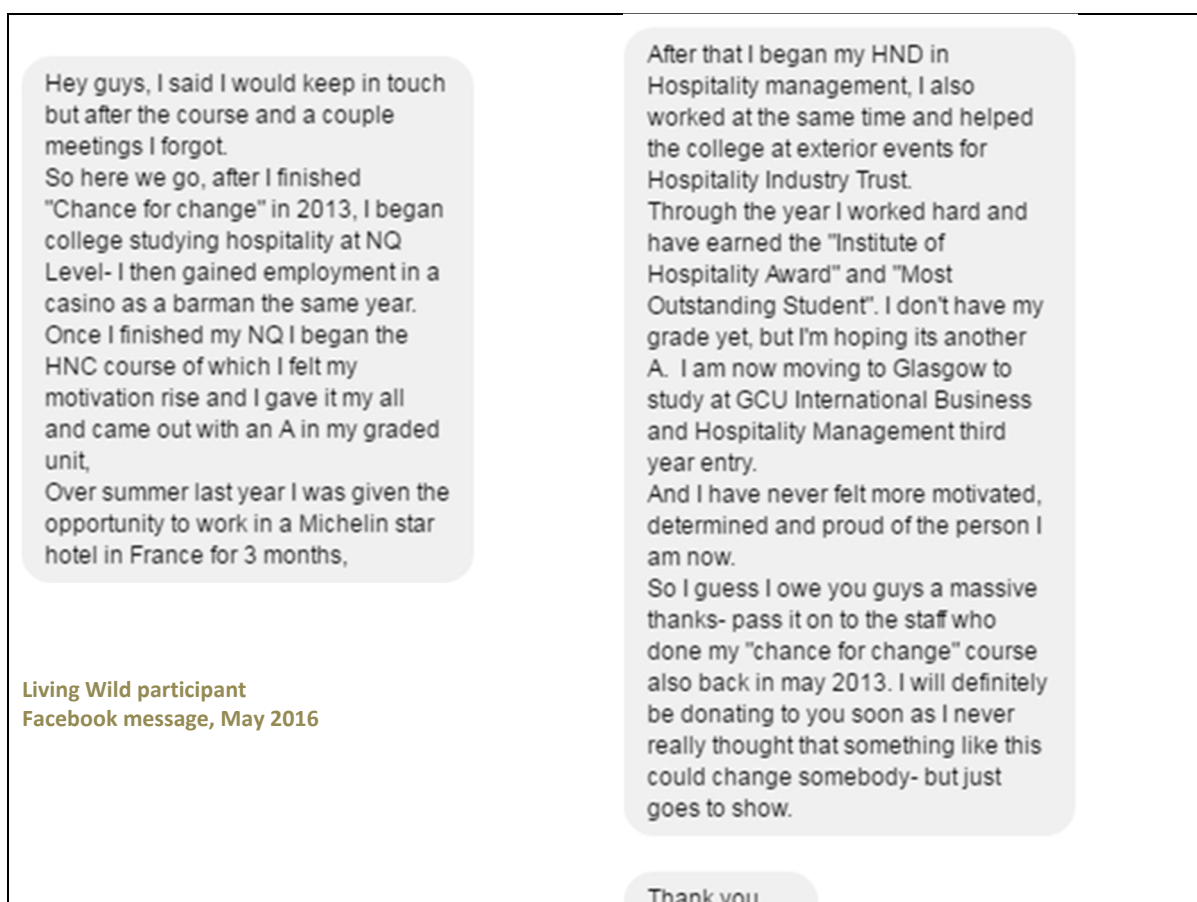 Hey guys, I said I would keep in touch
but after the course and a couple
meetings I forgot.
So here we go, after I finished
"Chance for change" in 2013, I began
college studying hospitality at NQ
Level- I then gained employment in a
casino as a barman the same year.
Once I finished my NQ I began the
HNC course of which I felt my
motivation rise and I gave it my all
and came out with an A in my graded
unit,
Over summer last year I was given the
opportunity to work in a Michelin star
hotel in France for 3 months,
Living Wild participant
Facebook message, May 2016
After that I began my HND in
Hospitality management, I also
worked at the same time and helped
the college at exterior events for
Hospitality Industry Trust.
Through the year I worked hard and
have earned the "Institute of
Hospitality Award" and "Most
Outstanding Student". I don't have my
grade yet, but I'm hoping its another
A.  I am now moving to Glasgow to
study at GCU International Business
and Hospitality Management third
year entry.
And I have never felt more motivated,
determined and proud of the person I
am now.
So I guess I owe you guys a massive
thanks- pass it on to the staff who
done my "chance for change" course
also back in may 2013. I will definitely
be donating to you soon as I never
really thought that something like this
could change somebody- but just
goes to show.
Thank you